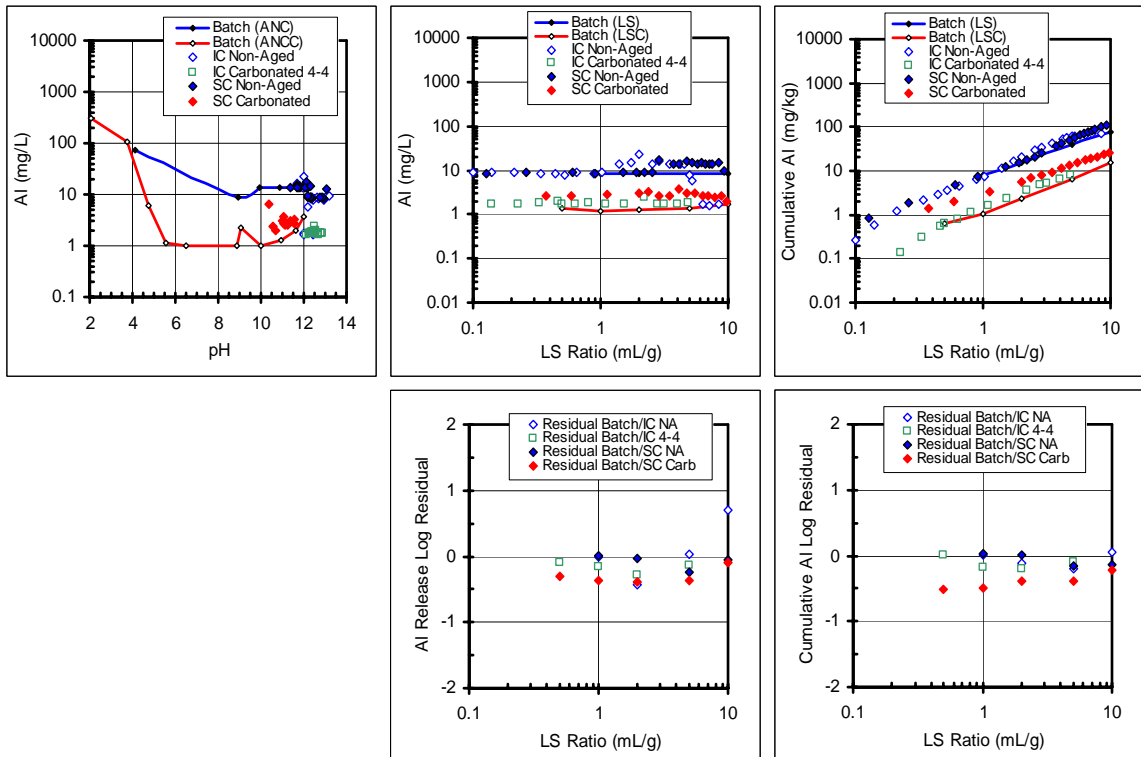 Batch (ANC)
Batch (ANCC)
IC Non-Aged
IC Carbonated 4-4
SC Non-Aged
SC Carbonated
10000
1000
100
10
1
0.1
2 4 6 8 10 12 14
Al (mg/L)
pH
Batch (LS)
Batch (LSC)
IC Non-Aged
IC Carbonated 4-4
SC Non-Aged
SC Carbonated
10000
1000
100
10
1
0.1
0.01
0.1 1 10
Al (mg/L)
LS Ratio (mL/g)
Batch (LS)
Batch (LSC)
IC Non-Aged
IC Carbonated 4-4
SC Non-Aged
SC Carbonated
10000
1000
100
10
1
0.1
0.01
0.1 1 10
Cumulative Al (mg/kg)
LS Ratio (mL/g)
Residual Batch/IC NA
Residual Batch/IC 4-4
Residual Batch/SC NA
Residual Batch/SC Carb
2
1
0
-1
-2
0.1 1 10
Al Release Log Residual
LS Ratio (mL/g)
Residual Batch/IC NA
Residual Batch/IC 4-4
Residual Batch/SC NA
Residual Batch/SC Carb
2
1
0
-1
-2
0.1 1 10
Cumulative Al Log Residual
LS Ratio (mL/g)